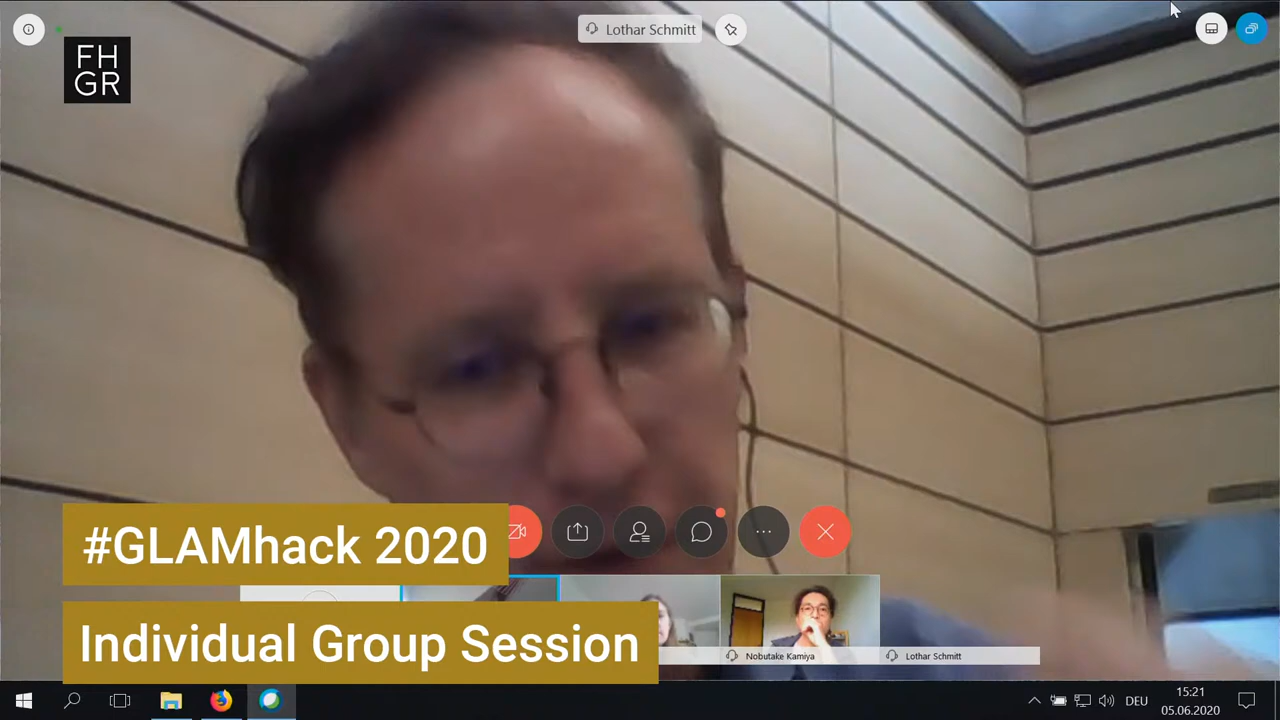 Lothar Schmitt
FH
GR
#GLAMhack 2020
Individual Group Session
Nobutake Kamiya
Lothar Schmitt
DEU
15:21
05.06.2020